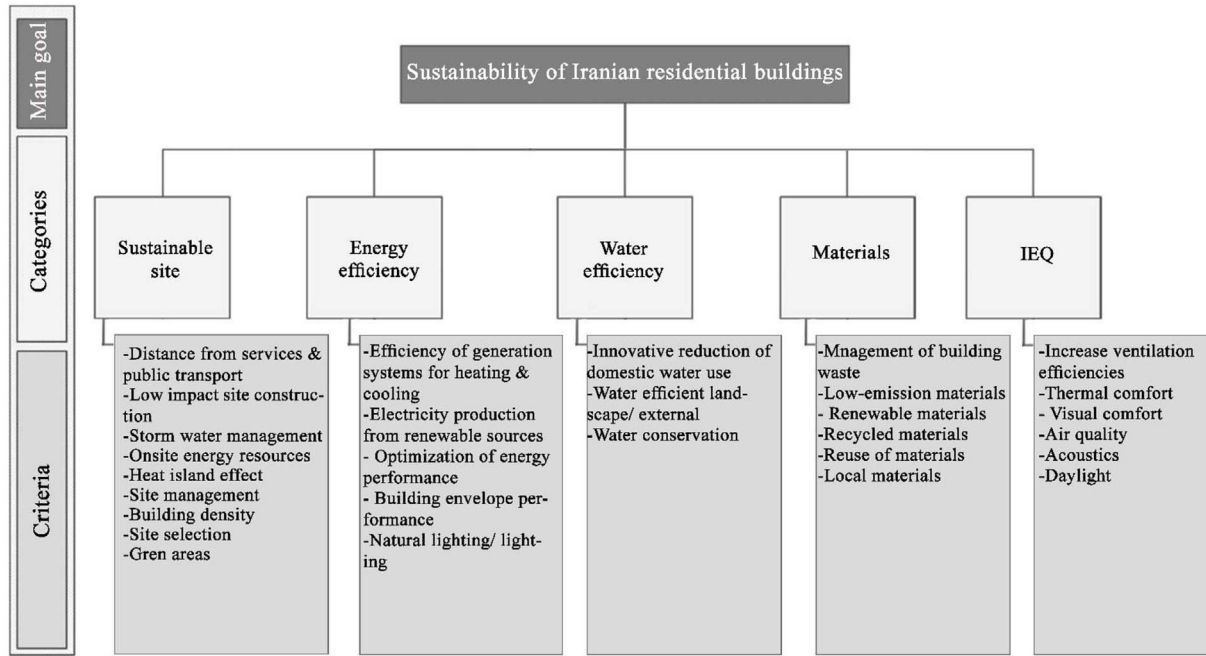 Main goal
Sustainability of Iranian residential buildings
Categories
Sustainable
site
Energy
efficiency
Water
efficiency
Materials
IEQ
Criteria
-Distance from services &
public transport
-Low impact site construc-
tion
-Storm water management
-Onsite energy resources
-Heat island effect
-Site management
-Building density
-Site selection
-Gren areas
-Efficiency of generation
systems for heating &
cooling
-Electricity production
from renewable sources
- Optimization of energy
performance
- Building envelope per-
formance
-Natural lighting/ light-
ing
-Innovative reduction of
domestic water use
-Water efficient land-
scape/ external
-Water conservation
-Mnagement of building
waste
-Low-emission materials
- Renewable materials
-Recycled materials
-Reuse of materials
-Local materials
-Increase ventilation
efficiencies
-Thermal comfort
- Visual comfort
-Air quality
-Acoustics
-Daylight